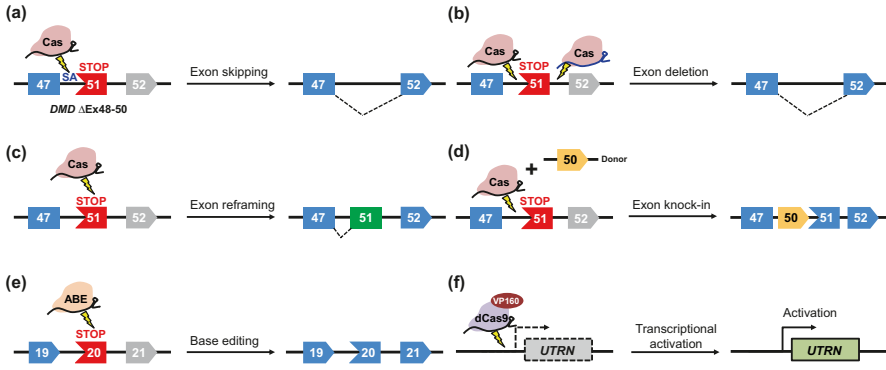 (a)
Cas
SA
STOP
47
51
52
DMD ΔEx48-50
Exon skipping
47
52
(b)
Cas
Cas
STOP
47
51
52
Exon deletion
47
52
(c)
Cas
STOP
47
51
52
Exon reframing
47
51
52
(d)
Cas
+
50
Donor
STOP
47
51
52
Exon knock-in
47
50
51
52
(e)
ABE
STOP
19
20
21
Base editing
19
20
21
(f)
VP160
dCas9
UTRN
Transcriptional
activation
Activation
UTRN